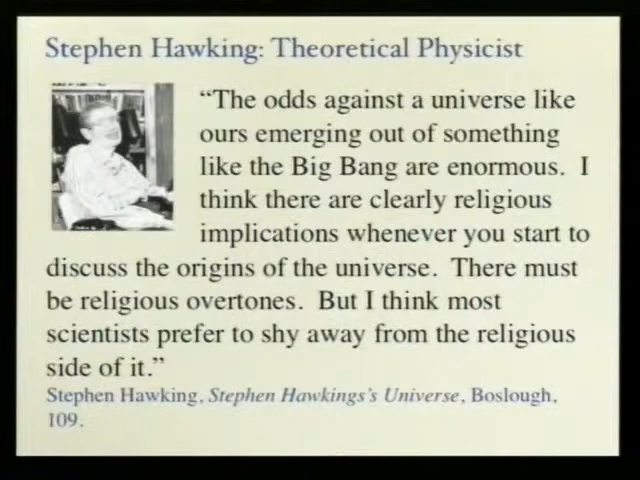 Stephen Hawking: Theoretical Physicist
“The odds against a universe like
ours emerging out of something
like the Big Bang are enormous.  I
think there are clearly religious
implications whenever you start to
discuss the origins of the universe.  There must
be religious overtones.  But I think most
scientists prefer to shy away from the religious
side of it.”
Stephen Hawking, Stephen Hawkings's Universe, Boslough,
109.